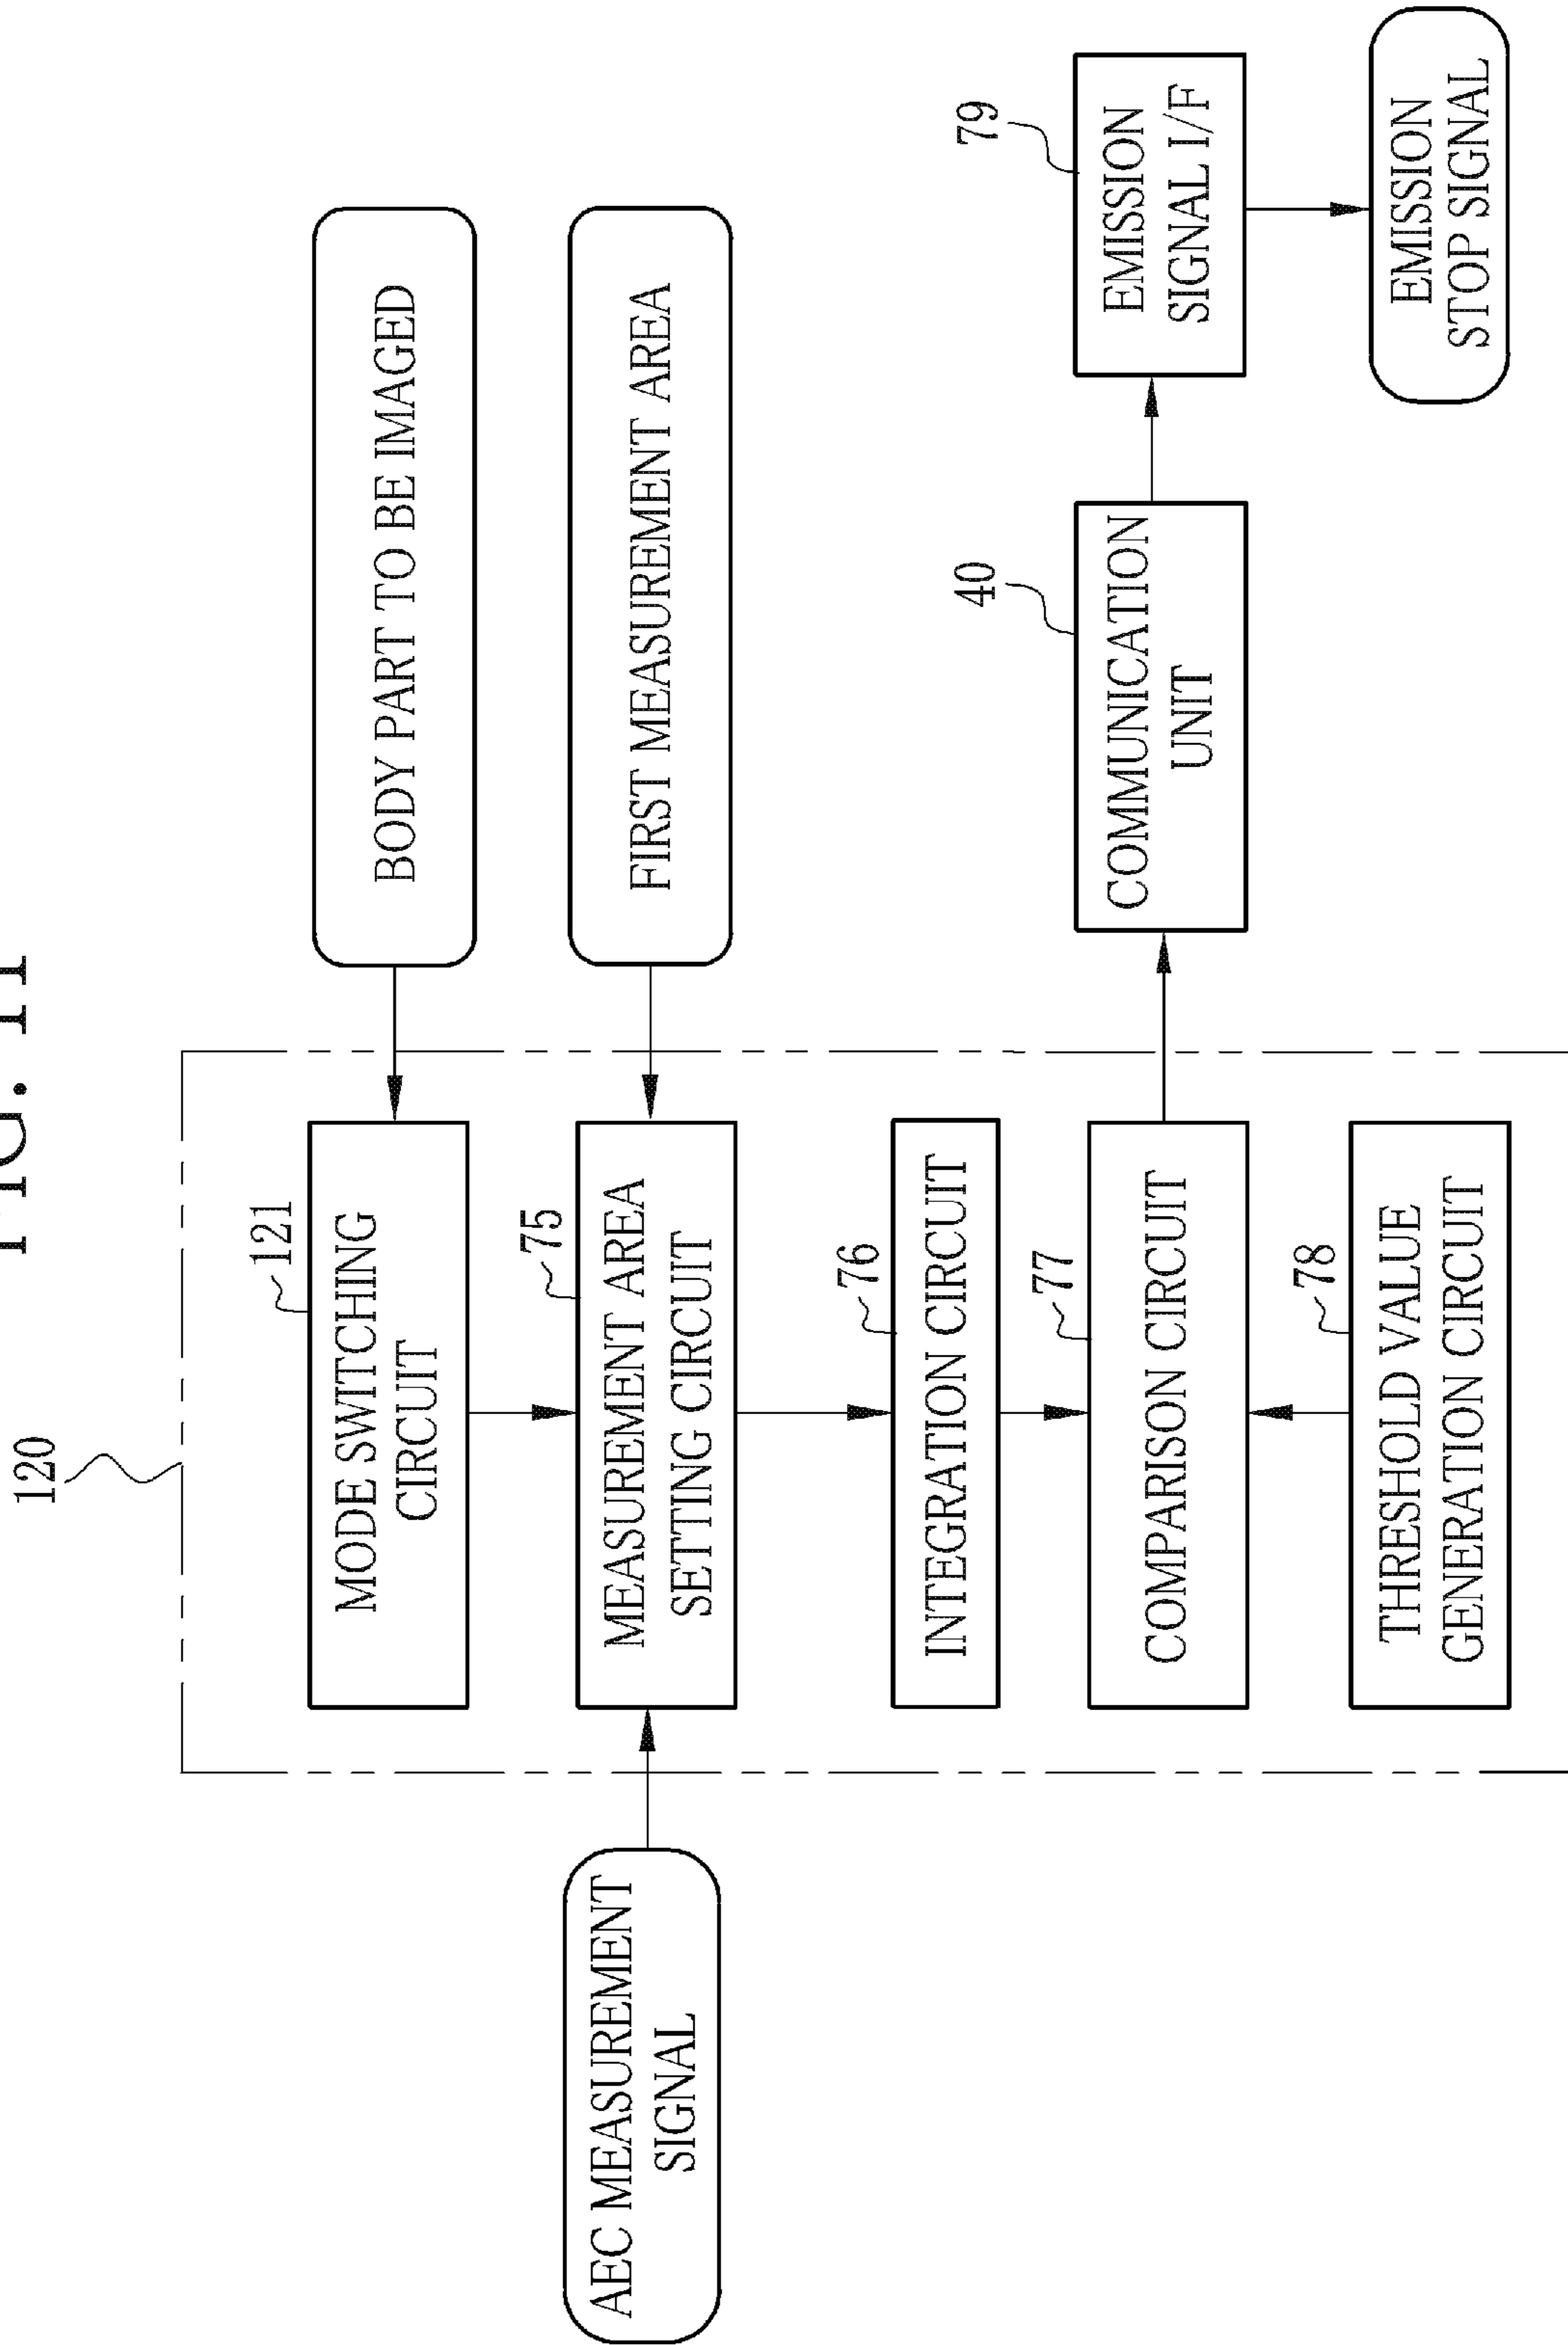 FIG. 11
120
121
MODE SWITCHING
CIRCUIT
BODY PART TO BE IMAGED
AEC MEASUREMENT
SIGNAL
75
MEASUREMENT AREA
SETTING CIRCUIT
FIRST MEASUREMENT AREA
76
INTEGRATION CIRCUIT
77
COMPARISON CIRCUIT
40
COMMUNICATION
UNIT
79
EMISSION
SIGNAL I/F
78
THRESHOLD VALUE
GENERATION CIRCUIT
EMISSION
STOP SIGNAL